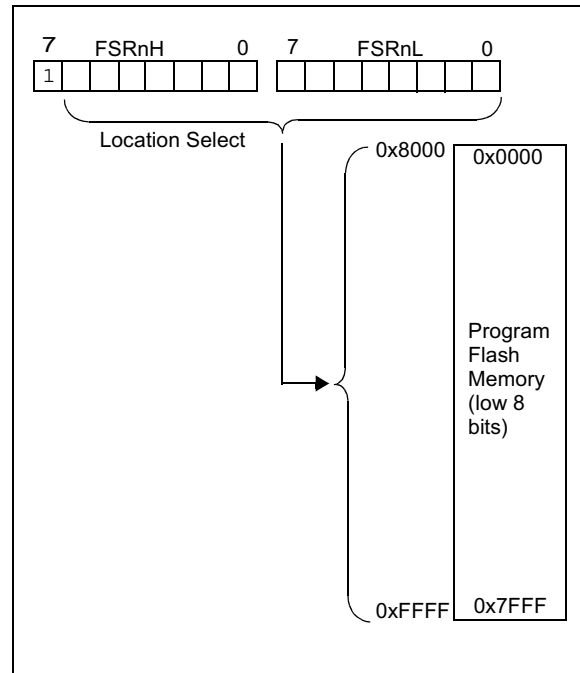 7 FSRnH 0 7 FSRnL 0
1
Location Select
0x8000 0x0000
Program
Flash
Memory
(low 8
bits)
0xFFFF 0x7FFF